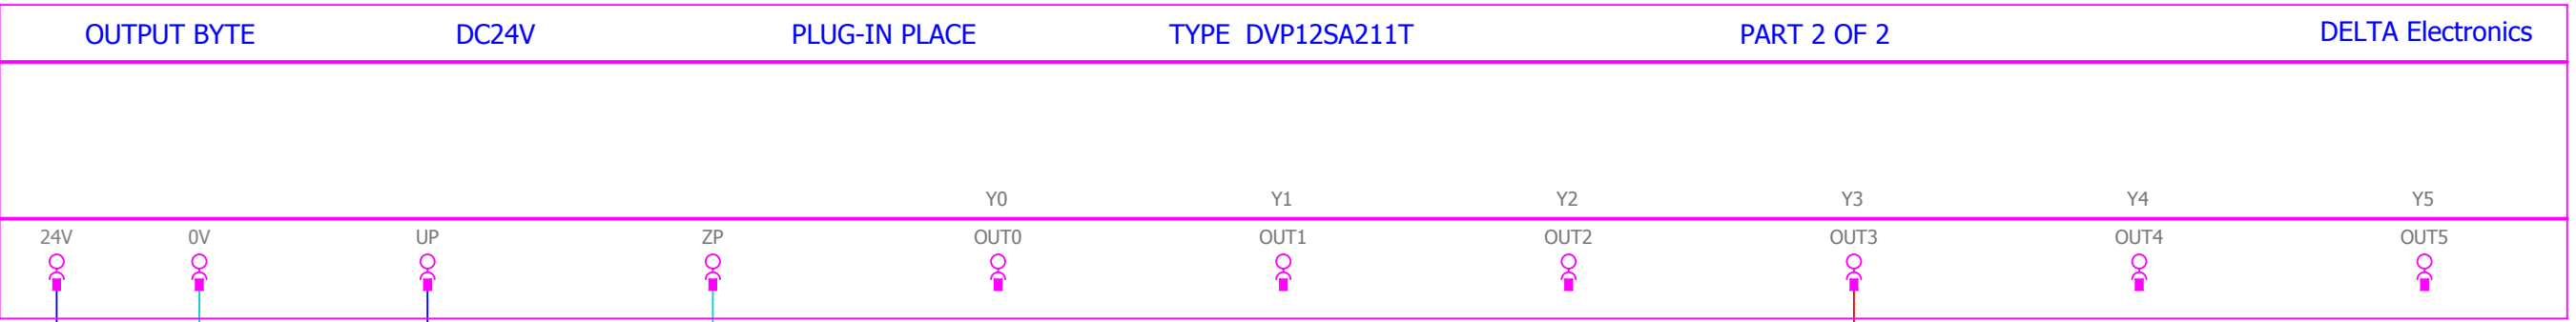 OUTPUT BYTE DC24V PLUG-IN PLACE TYPE DVP12SA211T PART 2 OF 2 DELTA Electronics
Y0 Y1 Y2 Y3 Y4 Y5
24V 0V UP ZP OUT0 OUT1 OUT2 OUT3 OUT4 OUT5